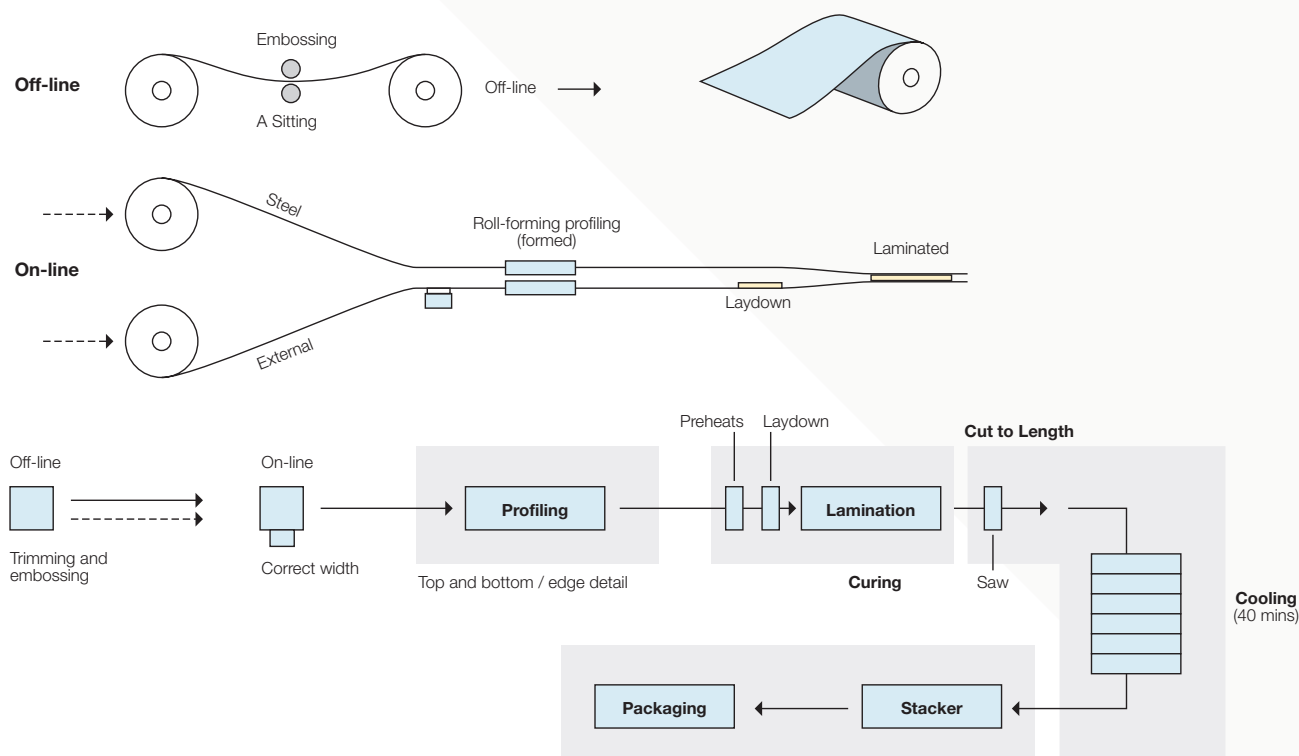 Embossing
Off-line
A Sitting
Off-line
Steel
Roll-forming profiling
(formed)
Laminated
On-line
Laydown
External
Preheats
Laydown
Cut to Length
Off-line
On-line
Profiling
Lamination
Trimming and
embossing
Correct width
Top and bottom / edge detail
Curing
Saw
Cooling
(40 mins)
Packaging
Stacker